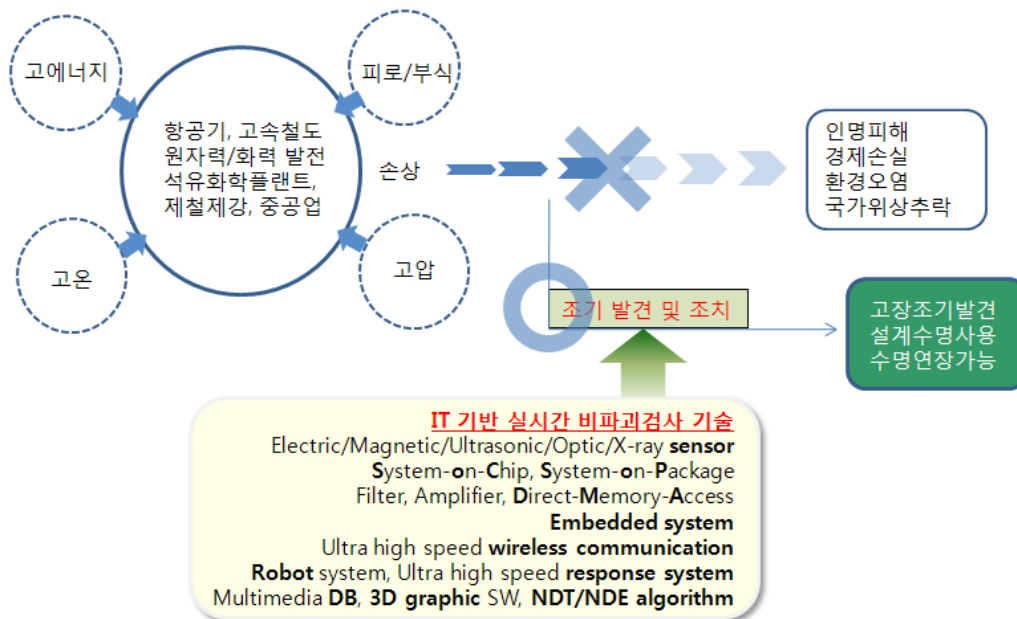 고에너지
피로/부식
항공기, 고속철도
원자력/화력 발전
석유화학플랜트,
제철제강, 중공업
손상
인명피해
경제손실
환경오염
국가위상추락
고온
고압
조기 발견 및 조치
고장조기발견
설계수명사용
수명연장가능
IT 기반 실시간 비파괴검사 기술
Electric/Magnetic/Ultrasonic/Optic/X-ray sensor
System-on-Chip, System-on-Package
Filter, Amplifier, Direct-Memory-Access
Embedded system
Ultra high speed wireless communication
Robot system, Ultra high speed response system
Multimedia DB, 3D graphic SW, NDT/NDE algorithm